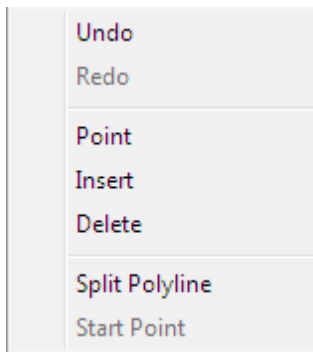 Undo
Redo
Point
Insert
Delete
Split Polyline
Start Point